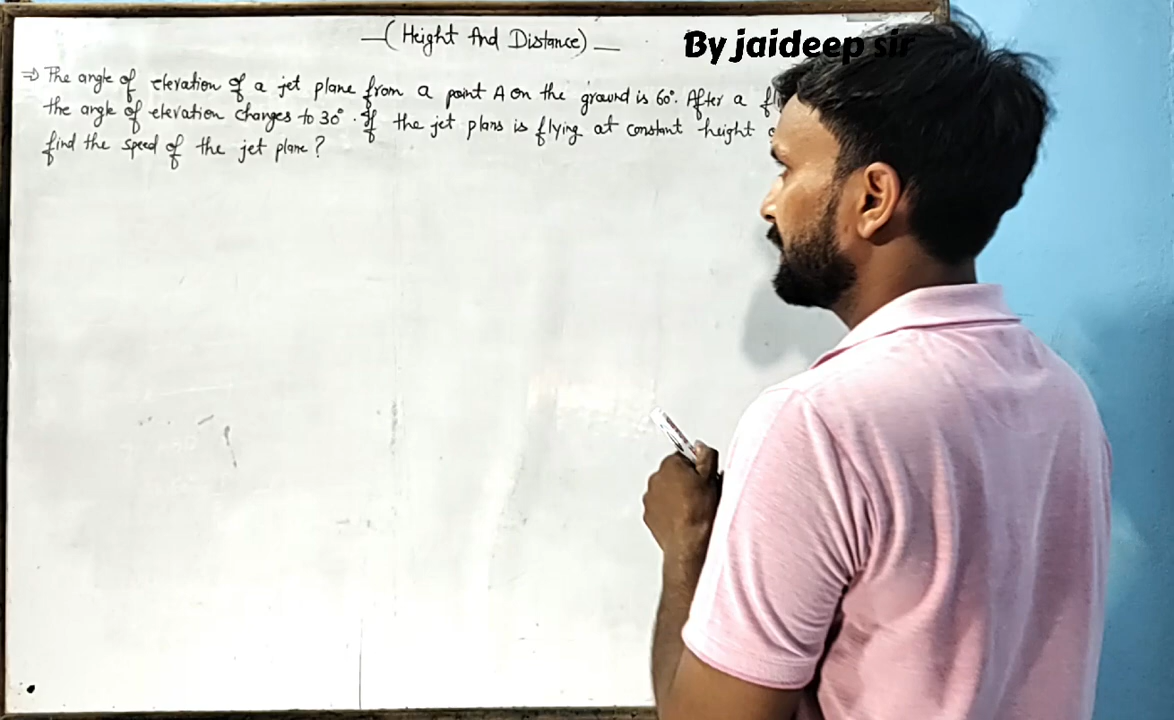 (Height And Distance)
By jaideep sir
⇒ The angle of elevation of a jet plane from a point A on the ground is 60°. After a
the angle of elevation changes to 30°. If the jet plans is flying at constant height
find the speed of the jet plane?